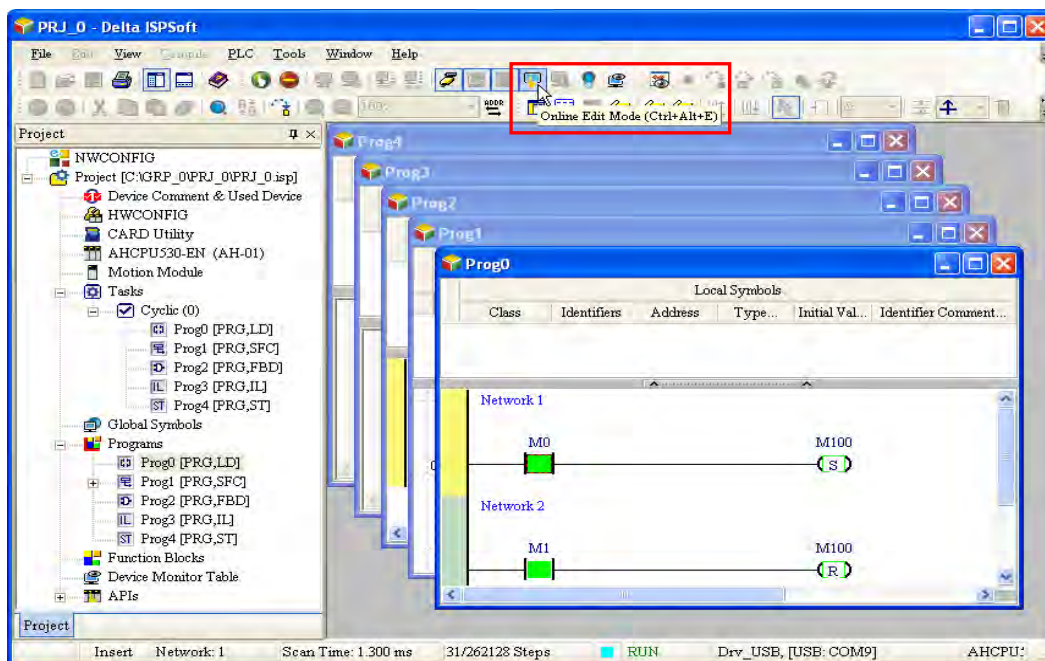 PRJ_0 - Delta ISPSoft
File Edit View Compile PLC Tools Window Help
ADDR
Online Edit Mode (Ctrl+Alt+E)
Project
NWCONFIG
Project [C:\GRP_0\PRJ_0\PRJ_0.isp]
Device Comment & Used Device
HWCONFIG
CARD Utility
AHCPU530-EN (AH-01)
Motion Module
Tasks
Cyclic (0)
Prog0 [PRG,LD]
Prog1 [PRG,SFC]
Prog2 [PRG,FBD]
Prog3 [PRG,IL]
Prog4 [PRG,ST]
Global Symbols
Programs
Prog0 [PRG,LD]
Prog1 [PRG,SFC]
Prog2 [PRG,FBD]
Prog3 [PRG,IL]
Prog4 [PRG,ST]
Function Blocks
Device Monitor Table
APIs
Project
Prog4
Prog3
Prog2
Prog1
Prog0
Local Symbols
Class Identifiers Address Type... Initial Val... Identifier Comment...
Network 1
M0 M100
S
Network 2
M1 M100
R
Insert Network: 1 Scan Time: 1.300 ms 31/262128 Steps RUN Drv_USB, [USB: COM9] AHCPU